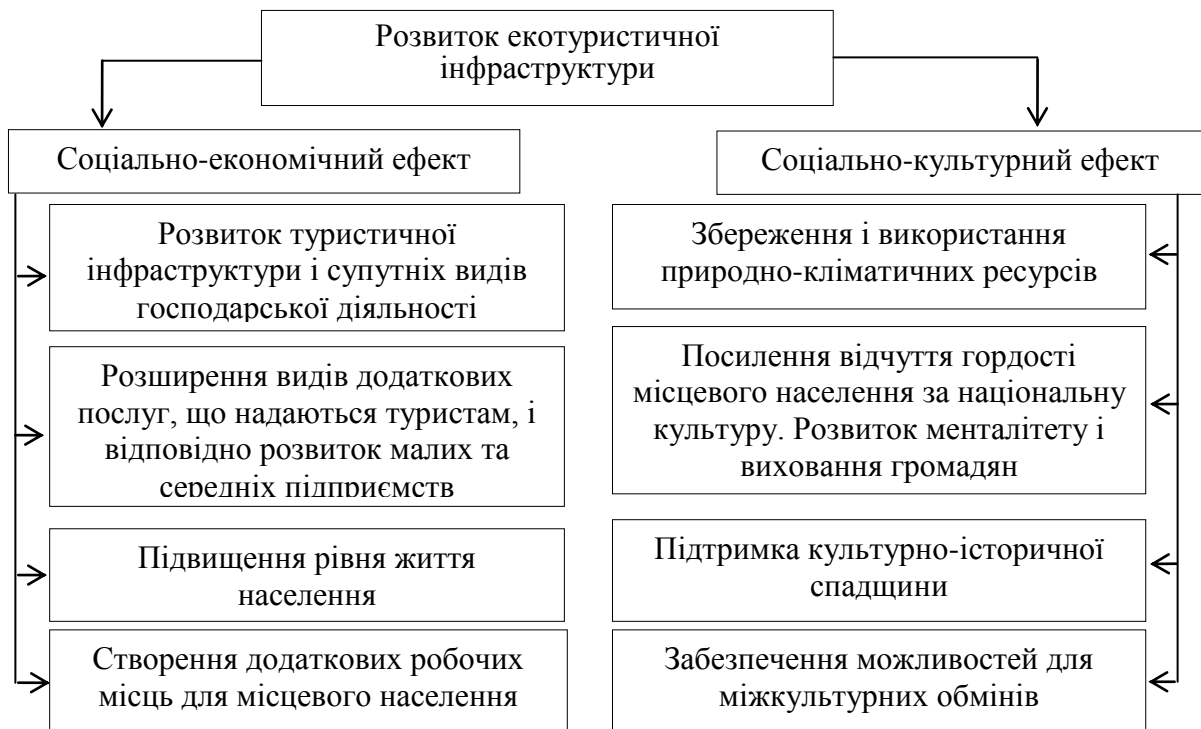 Розвиток екотуристичної
інфраструктури
Соціально-економічний ефект
Розвиток туристичної
інфраструктури і супутніх видів
господарської діяльності
Розширення видів додаткових
послуг, що надаються туристам, і
відповідно розвиток малих та
середніх підприємств
Підвищення рівня життя
населення
Створення додаткових робочих
місць для місцевого населення
Соціально-культурний ефект
Збереження і використання
природно-кліматичних ресурсів
Посилення відчуття гордості
місцевого населення за національну
культуру. Розвиток менталітету і
виховання громадян
Підтримка культурно-історичної
спадщини
Забезпечення можливостей для
міжкультурних обмінів